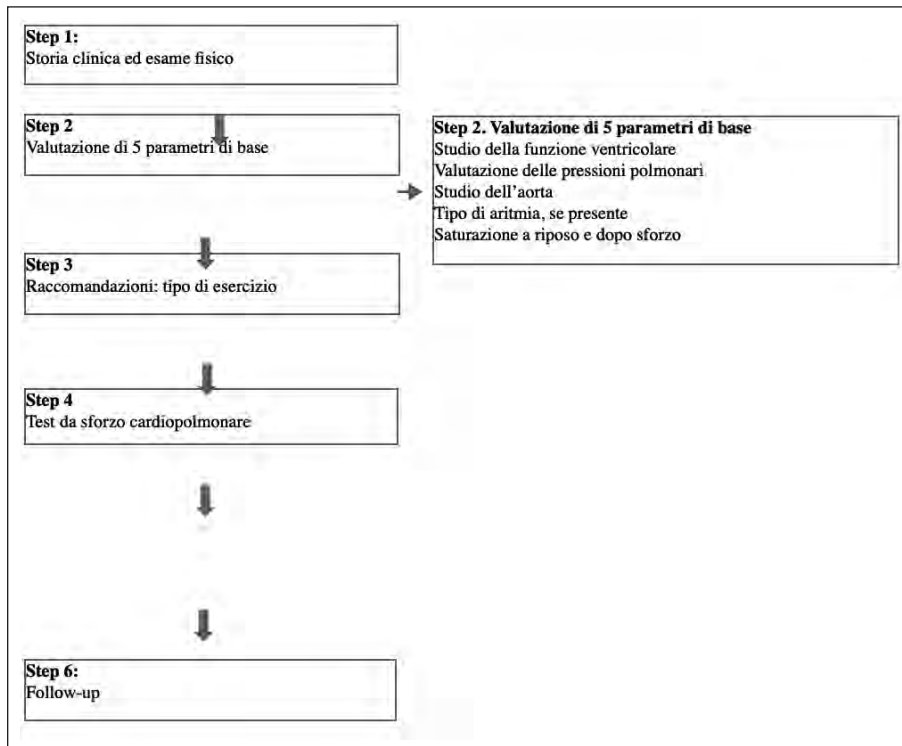 Step 1:
Storia clinica ed esame fisico
Step 2
Valutazione di 5 parametri di base
Step 2. Valutazione di 5 parametri di base
Studio della funzione ventricolare
Valutazione delle pressioni polmonari
Studio dell'aorta
Tipo di aritmia, se presente
Saturazione a riposo e dopo sforzo
Step 3
Raccomandazioni: tipo di esercizio
Step 4
Test da sforzo cardiopolmonare
Step 6:
Follow-up